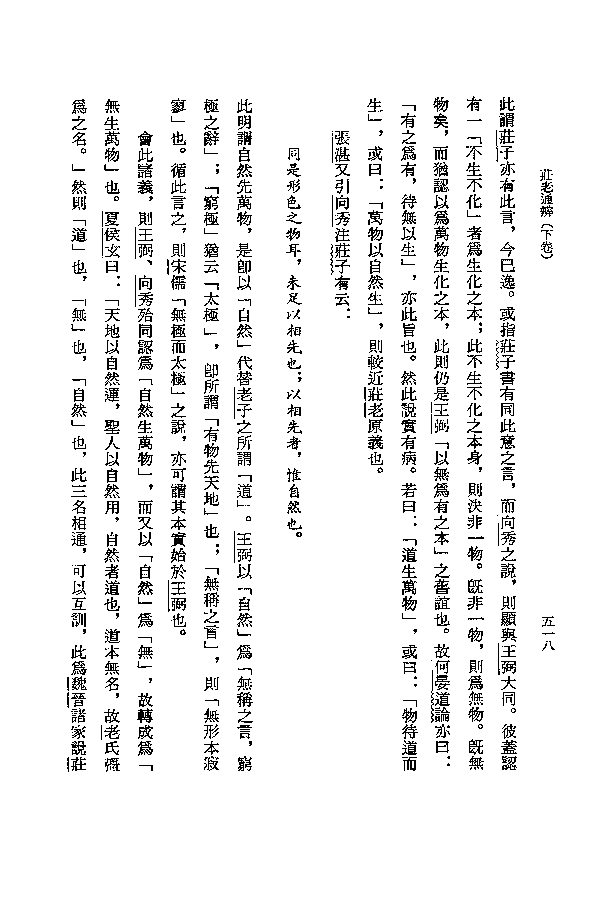 莊老通辨（下卷）
五一八
此謂莊子亦有此言，今已逸。或指莊子書有同此意之言，而向秀之說，則顯與王弼大同。彼蓋認
有一「不生不化」者爲生化之本；此不生不化之本身，則決非一物。既非一物，則爲無物。既無
物矣，而猶認以爲萬物生化之本，此則仍是王弼「以無爲有之本」之舊誼也。故何晏道論亦曰：
「有之爲有，待無以生」，亦此旨也。然此說實有病。若曰：「道生萬物」，或曰：「物待道而
生」，或曰：「萬物以自然生」，則較近莊老原義也。
張湛又引向秀注莊子有云：
同是形色之物耳，未足以相先也；以相先者，惟自然也。
此明謂自然先萬物，是卽以「自然」代替老子之所謂「道」。王弼以「自然」爲「無稱之言，窮
極之辭」；「窮極」猶云「太極」，卽所謂「有物先天地」也；「無稱之言」，則「無形本寂
寥」也。循此言之，則宋儒「無極而太極」之說，亦可謂其本實始於王弼也。
會此諸義，則王弼、向秀殆同認爲「自然生萬物」，而又以「自然」爲「無」，故轉成爲「
無生萬物」也。夏侯玄曰：「天地以自然運，聖人以自然用，自然者道也，道本無名，故老氏彊
爲之名。」然則「道」也，「無」也，「自然」也，此三名相通，可以互訓，此爲魏晉諸家說莊